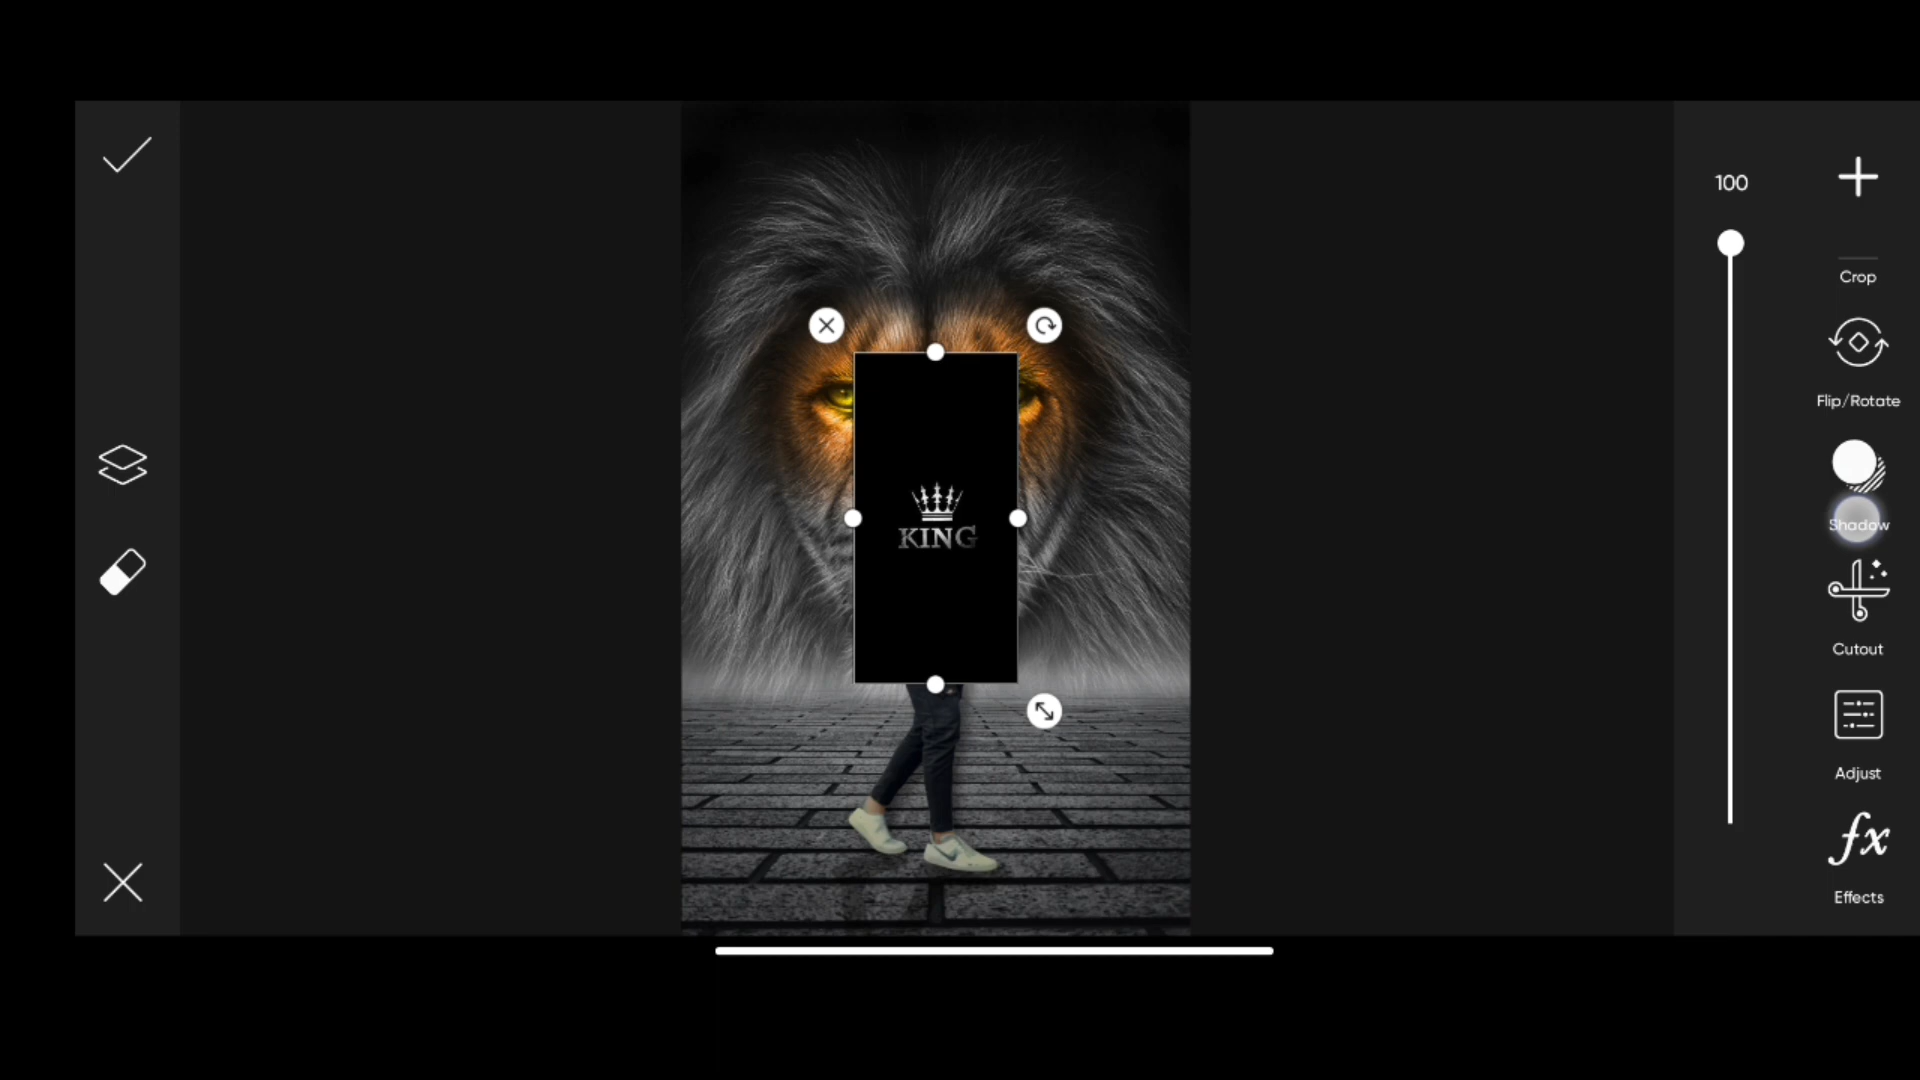 100
Crop
Flip/Rotate
Shadow
KING
Cutout
Adjust
fx
Effects